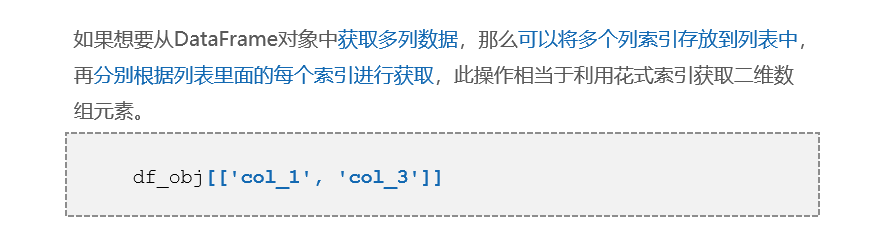 如果想要从DataFrame对象中获取多列数据，那么可以将多个列索引存放到列表中，
再分别根据列表里面的每个索引进行获取，此操作相当于利用花式索引获取二维数
组元素。
df_obj[['col_1', 'col_3']]